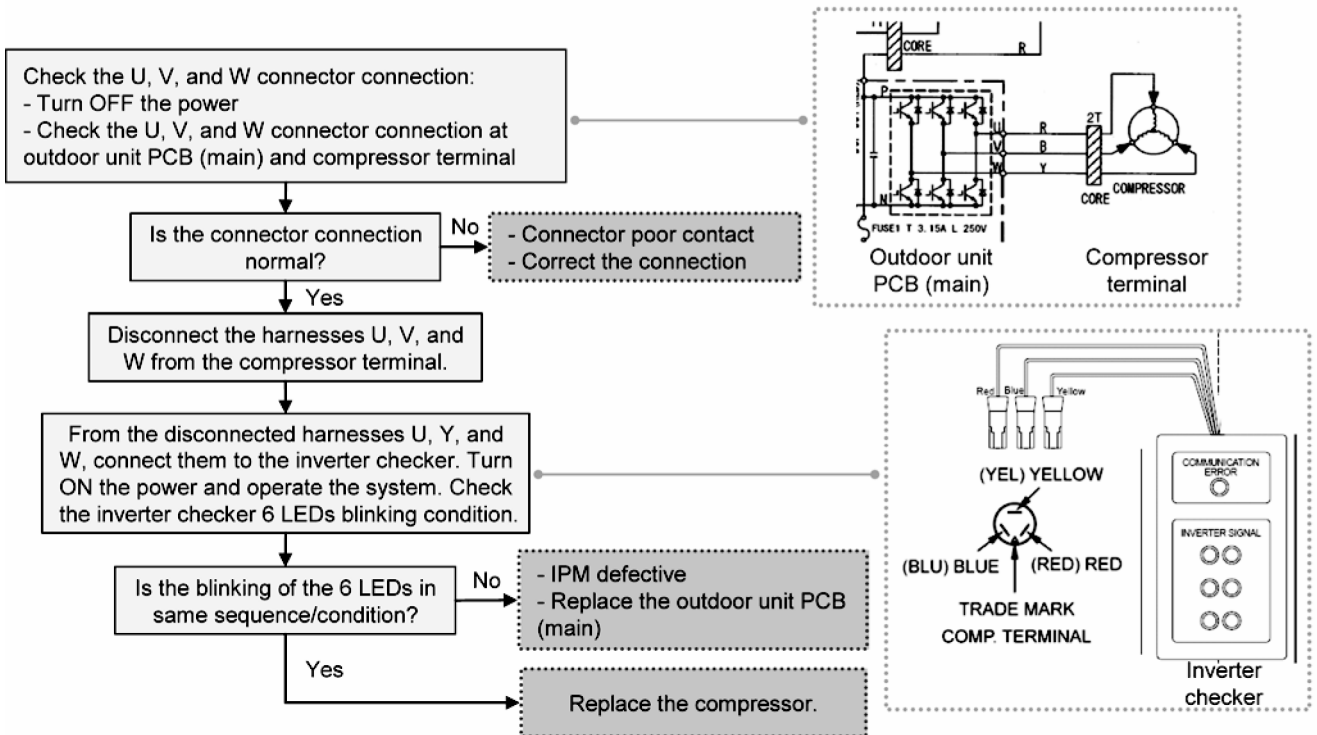 Check the U, V, and W connector connection:
- Turn OFF the power
- Check the U, V, and W connector connection at
outdoor unit PCB (main) and compressor terminal
Is the connector connection
normal?
No
- Connector poor contact
- Correct the connection
Yes
Disconnect the harnesses U, V, and
W from the compressor terminal.
From the disconnected harnesses U, Y, and
W, connect them to the inverter checker. Turn
ON the power and operate the system. Check
the inverter checker 6 LEDs blinking condition.
Is the blinking of the 6 LEDs in
same sequence/condition?
No
- IPM defective
- Replace the outdoor unit PCB
(main)
Yes
Replace the compressor.
CORE
R
P
U
R
2T
V
B
W
Y
N
CORE
COMPRESSOR
FUSE1 T 3.15A L 250V
Outdoor unit
PCB (main)
Compressor
terminal
Red
Blue
Yellow
(YEL) YELLOW
(BLU) BLUE
(RED) RED
TRADE MARK
COMP. TERMINAL
COMMUNICATION
ERROR
INVERTER SIGNAL
Inverter
checker